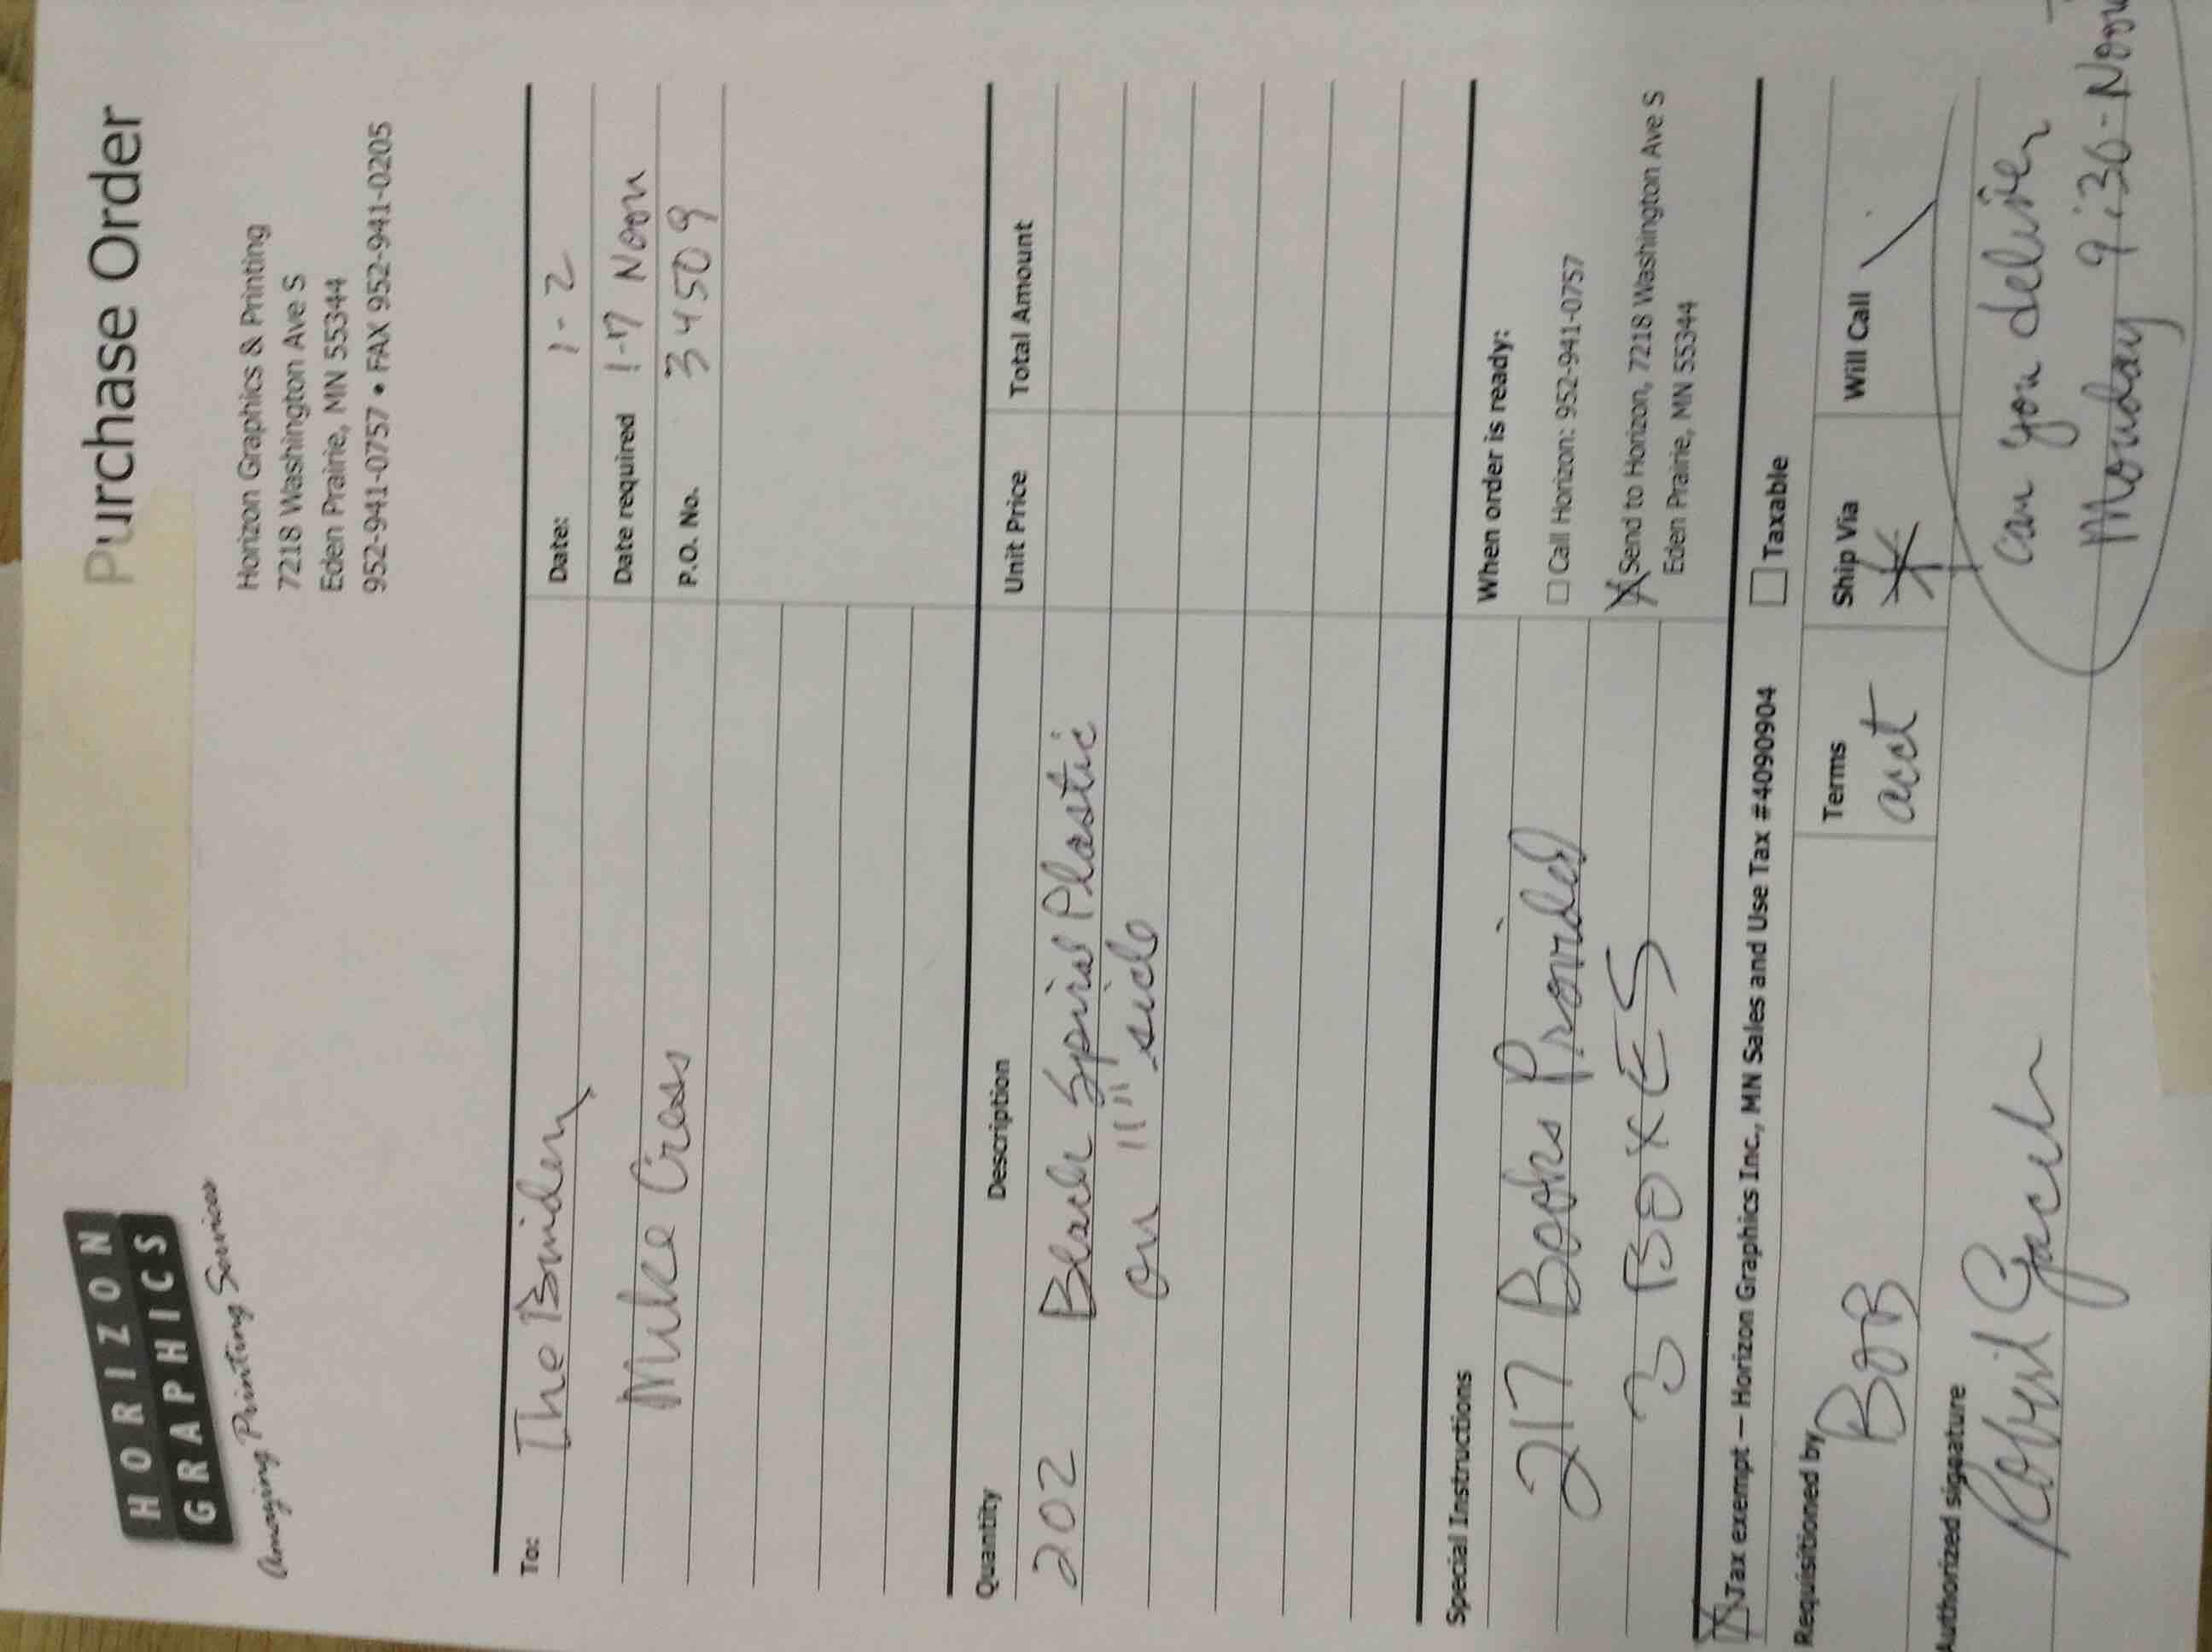 HORIZON
GRAPHICS
Amazing Printing Services
Purchase Order
Horizon Graphics & Printing
7218 Washington Ave S
Eden Prairie, MN 55344
952-941-0757 • FAX 952-941-0205
To: The Bindery
Mike Cress
Date: 1-2
Date required 1-7 Noon
P.O. No. 34509
Quantity Description Unit Price Total Amount
202 Black Spiral Plastic
on 11" side
Special Instructions
217 Books Provided
3 BOXES
When order is ready:
☐ Call Horizon: 952-941-0757
☒ Send to Horizon, 7218 Washington Ave S
Eden Prairie, MN 55344
☒ Tax exempt — Horizon Graphics Inc., MN Sales and Use Tax #4090904 ☐ Taxable
Requisitioned by Terms Ship Via Will Call
BOB acct *
Authorized signature
can you deliver
Monday 9:30-Noon